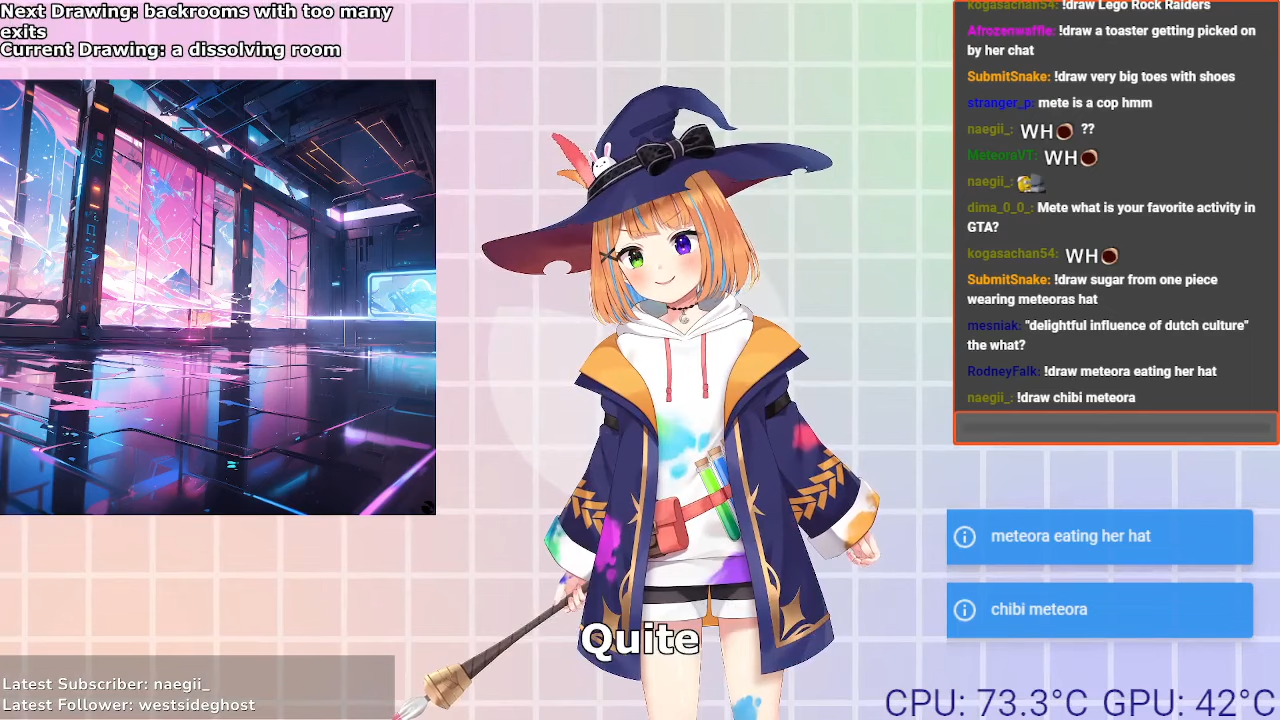 Next Drawing: backrooms with too many
exits
Current Drawing: a dissolving room
kogasachan54: !draw Lego Rock Raiders
Afrozenwaffle: !draw a toaster getting picked on
by her chat
SubmitSnake: !draw very big toes with shoes
stranger_p: mete is a cop hmm
naegii_: WH ??
MeteoraVT: WH
naegii_:
dima_0_0_: Mete what is your favorite activity in
GTA?
kogasachan54: WH
SubmitSnake: !draw sugar from one piece
wearing meteoras hat
mesniak: "delightful influence of dutch culture"
the what?
RodneyFalk: !draw meteora eating her hat
naegii_: !draw chibi meteora
meteora eating her hat
chibi meteora
Quite
Latest Subscriber: naegii_
Latest Follower: westsideghost
CPU: 73.3°C GPU: 42°C